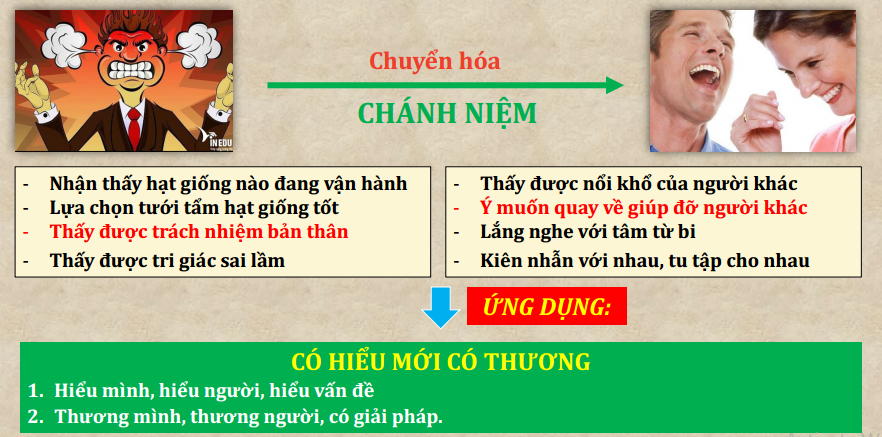 Chuyển hóa
CHÁNH NIỆM
IN EDU
- Nhận thấy hạt giống nào đang vận hành
- Lựa chọn tưới tẩm hạt giống tốt
- Thấy được trách nhiệm bản thân
- Thấy được tri giác sai lầm
- Thấy được nổi khổ của người khác
- Ý muốn quay về giúp đỡ người khác
- Lắng nghe với tâm từ bi
- Kiên nhẫn với nhau, tu tập cho nhau
ỨNG DỤNG:
CÓ HIỂU MỚI CÓ THƯƠNG
1. Hiểu mình, hiểu người, hiểu vấn đề
2. Thương mình, thương người, có giải pháp.